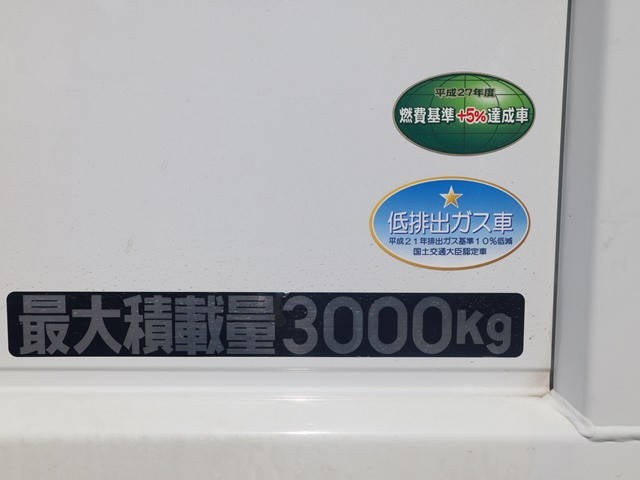 平成27年度
燃費基準+5%達成車
低排出ガス車
平成21年排出ガス基準10%低減
国土交通大臣認定車
最大積載量3000Kg